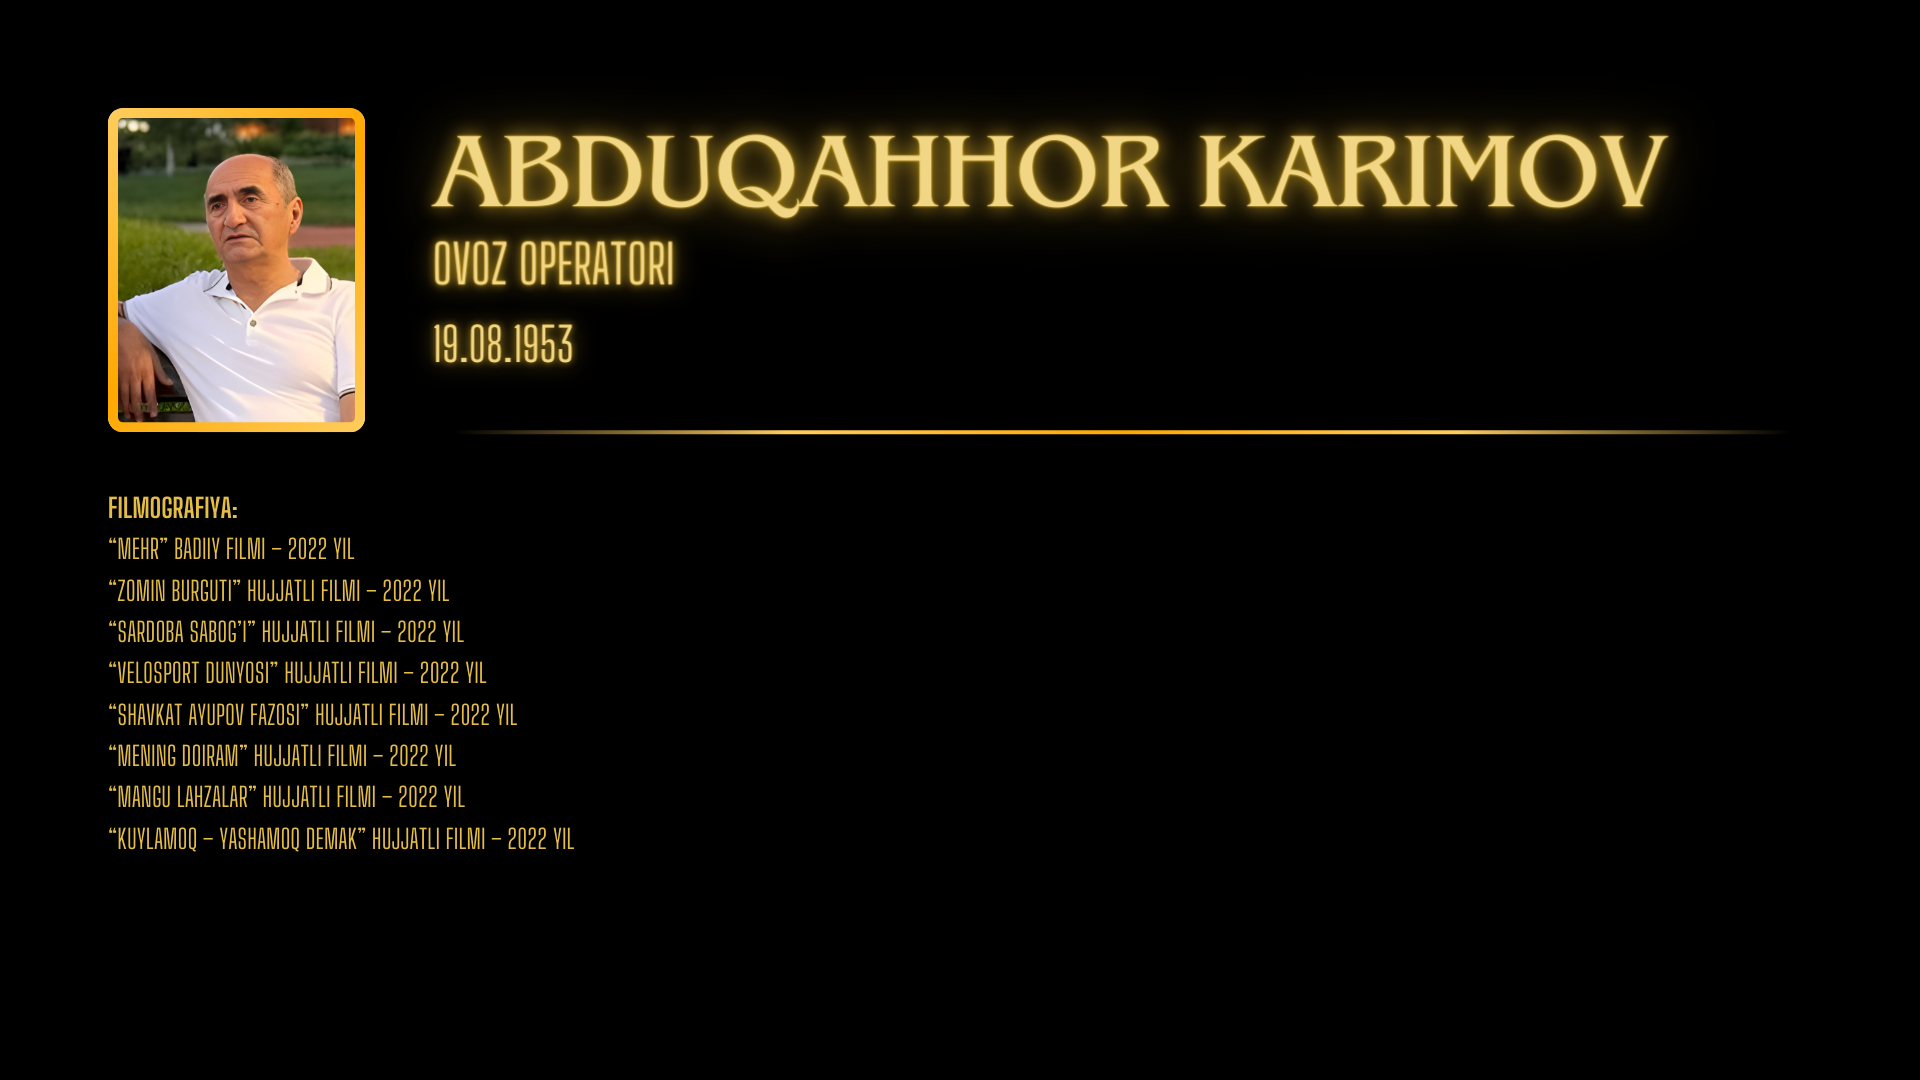 ABDUQAHHOR KARIMOV
OVOZ OPERATORI
19.08.1953
FILMOGRAFIYA:
“MEHR” BADIIY FILMI – 2022 YIL
“ZOMIN BURGUTI” HUJJATLI FILMI – 2022 YIL
“SARDOBA SABOG’I” HUJJATLI FILMI – 2022 YIL
“VELOSPORT DUNYOSI” HUJJATLI FILMI – 2022 YIL
“SHAVKAT AYUPOV FAZOSI” HUJJATLI FILMI – 2022 YIL
“MENING DOIRAM” HUJJATLI FILMI – 2022 YIL
“MANGU LAHZALAR” HUJJATLI FILMI – 2022 YIL
“KUYLAMOQ – YASHAMOQ DEMAK” HUJJATLI FILMI – 2022 YIL